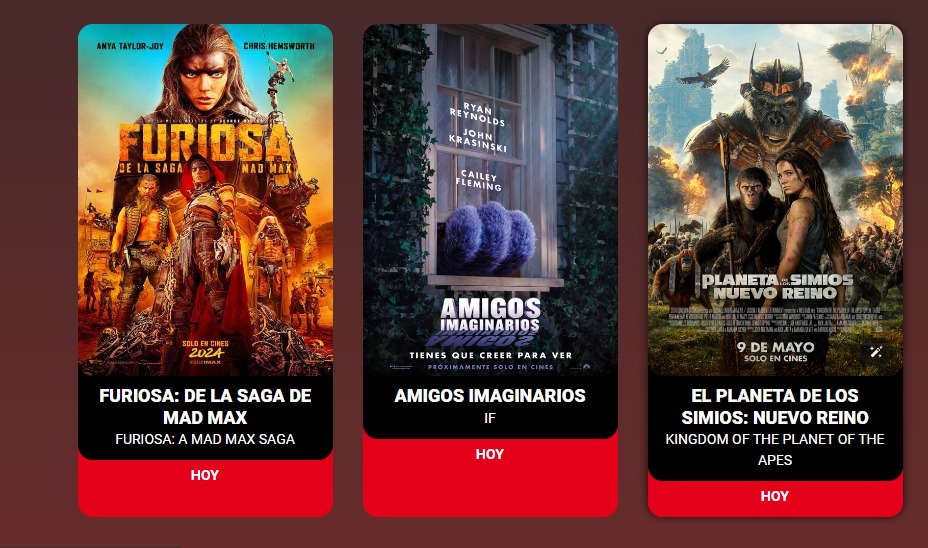 ANYA TAYLOR-JOY
CHRIS HEMSWORTH
FURIOSA
DE LA SAGA MAD MAX
SOLO EN CINES
2024
FURIOSA: DE LA SAGA DE
MAD MAX
FURIOSA: A MAD MAX SAGA
HOY
RYAN
REYNOLDS
JOHN
KRASINSKI
CAILEY
FLEMING
AMIGOS
IMAGINARIOS
TIENES QUE CREER PARA VER
PRÓXIMAMENTE SOLO EN CINES
AMIGOS IMAGINARIOS
IF
HOY
PLANETA DE LOS SIMIOS
NUEVO REINO
9 DE MAYO
SOLO EN CINES
EL PLANETA DE LOS
SIMIOS: NUEVO REINO
KINGDOM OF THE PLANET OF THE
APES
HOY